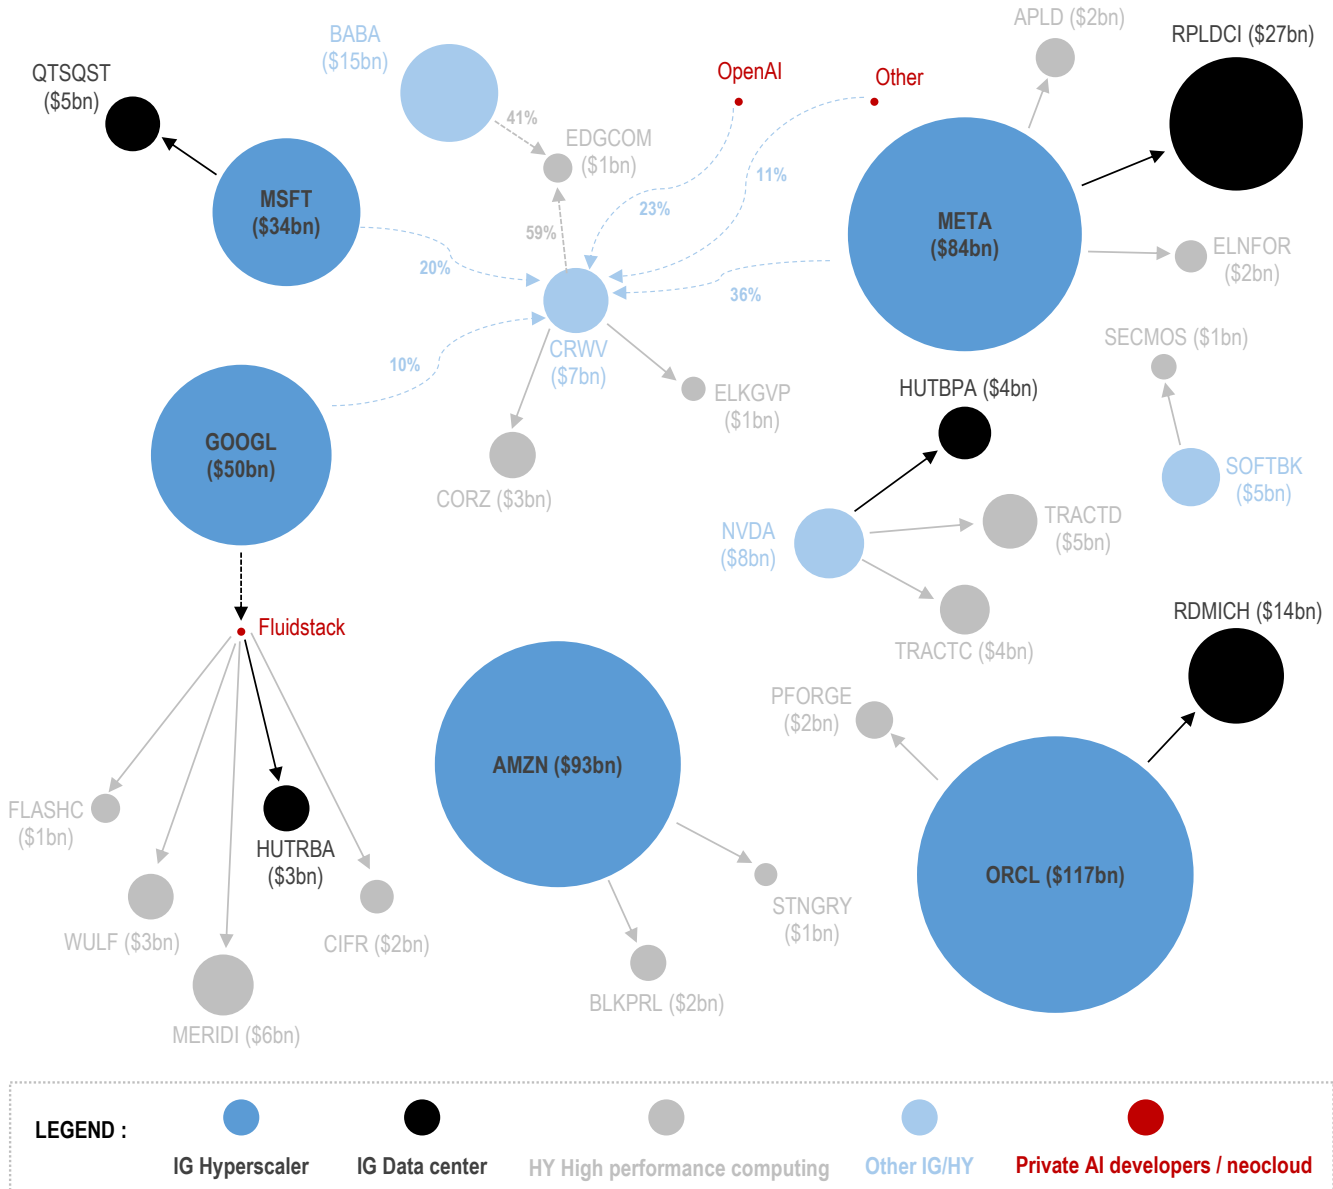 APLD ($2bn)
BABA
($15bn)
RPLDCI ($27bn)
QTSQST
($5bn)
OpenAI
Other
41%
EDGCOM
($1bn)
MSFT
($34bn)
11%
23%
META
($84bn)
59%
20%
ELNFOR
($2bn)
36%
SECMOS ($1bn)
CRWV
($7bn)
10%
HUTBPA ($4bn)
ELKGVP
($1bn)
GOOGL
($50bn)
CORZ ($3bn)
SOFTBK
($5bn)
TRACTD
($5bn)
NVDA
($8bn)
RDMICH ($14bn)
Fluidstack
TRACTC ($4bn)
PFORGE
($2bn)
AMZN ($93bn)
FLASHC
($1bn)
HUTRBA
($3bn)
ORCL ($117bn)
STNGRY
($1bn)
WULF ($3bn)
CIFR ($2bn)
BLKPRL ($2bn)
MERIDI ($6bn)
LEGEND :
IG Hyperscaler
IG Data center
HY High performance computing
Other IG/HY
Private AI developers / neocloud